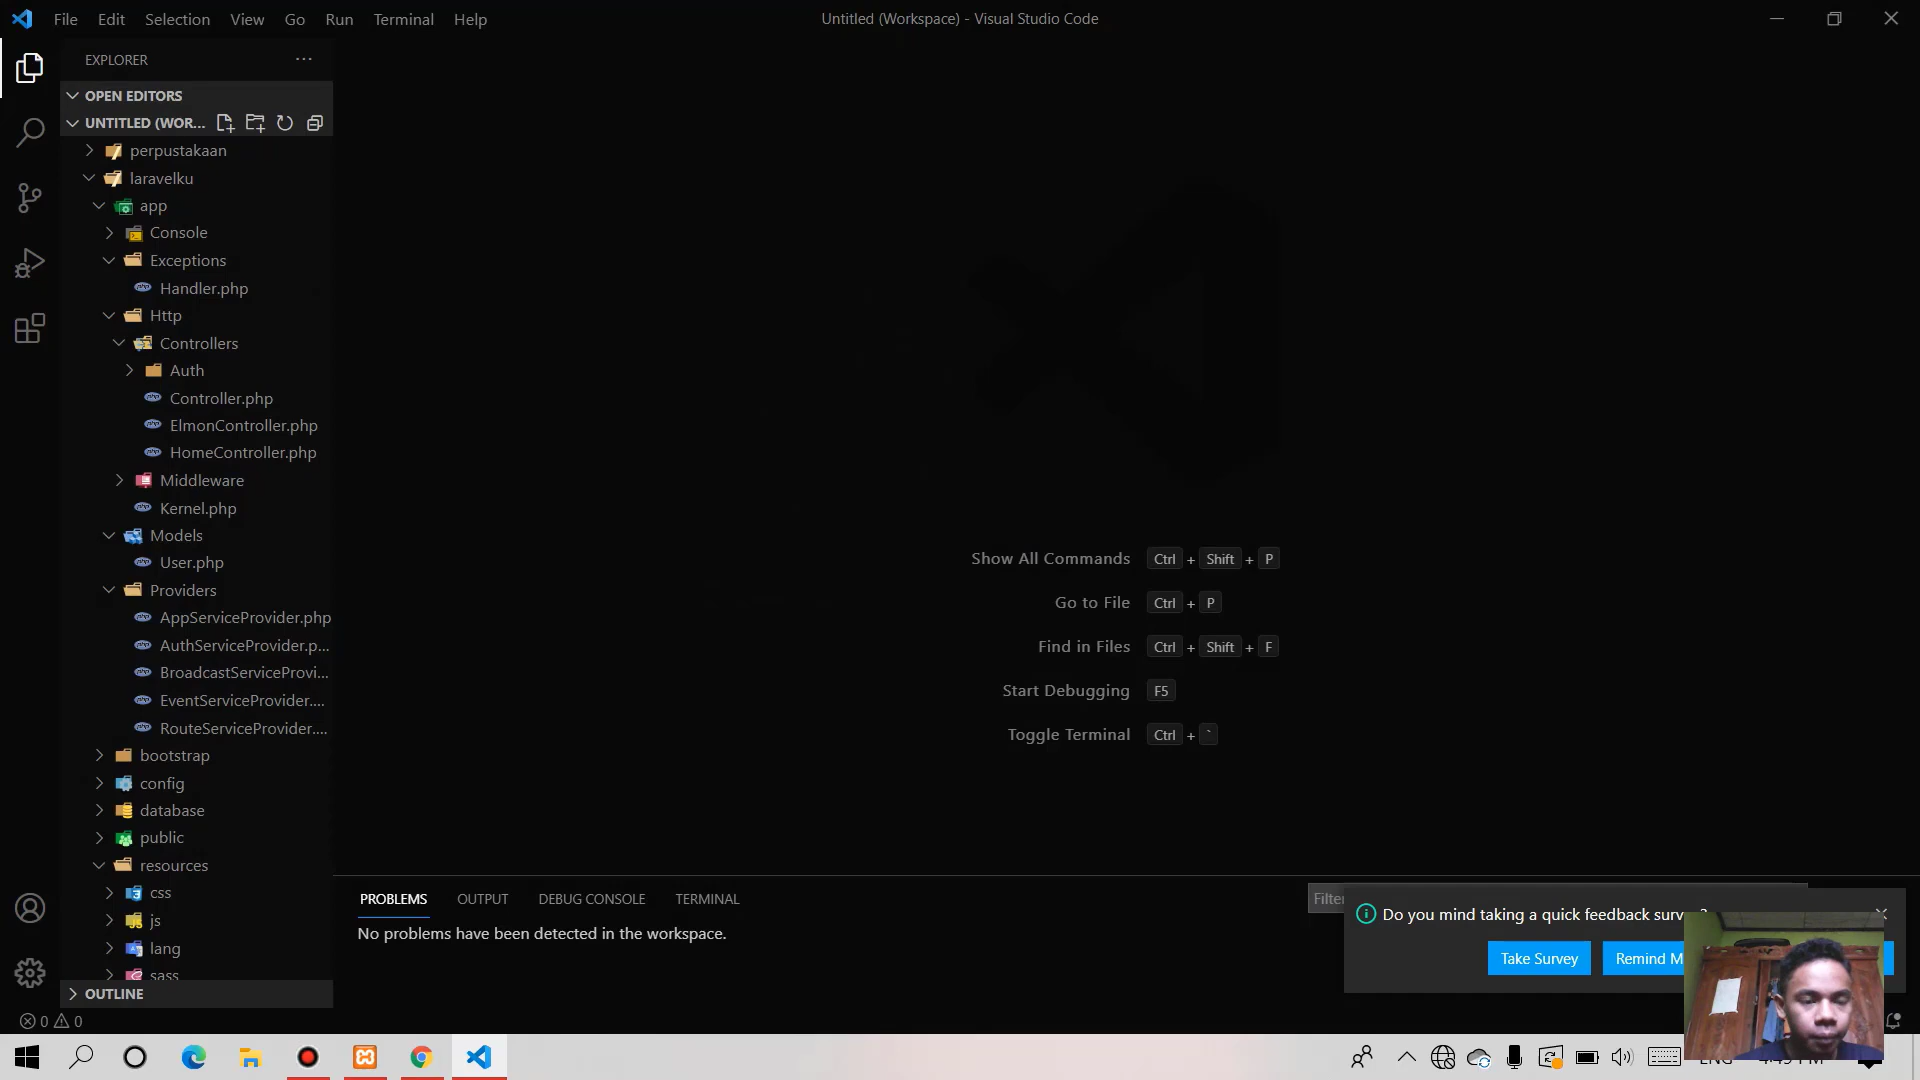 File Edit Selection View Go Run Terminal Help
Untitled (Workspace) - Visual Studio Code
EXPLORER
OPEN EDITORS
UNTITLED (WOR...
perpustakaan
laravelku
app
Console
Exceptions
Handler.php
Http
Controllers
Auth
Controller.php
ElmonController.php
HomeController.php
Middleware
Kernel.php
Models
User.php
Providers
AppServiceProvider.php
AuthServiceProvider.p...
BroadcastServiceProvi...
EventServiceProvider....
RouteServiceProvider....
bootstrap
config
database
public
resources
css
js
lang
sass
OUTLINE
0 0
Show All Commands Ctrl + Shift + P
Go to File Ctrl + P
Find in Files Ctrl + Shift + F
Start Debugging F5
Toggle Terminal Ctrl + `
PROBLEMS OUTPUT DEBUG CONSOLE TERMINAL
No problems have been detected in the workspace.
Filter
Do you mind taking a quick feedback
Take Survey Remind